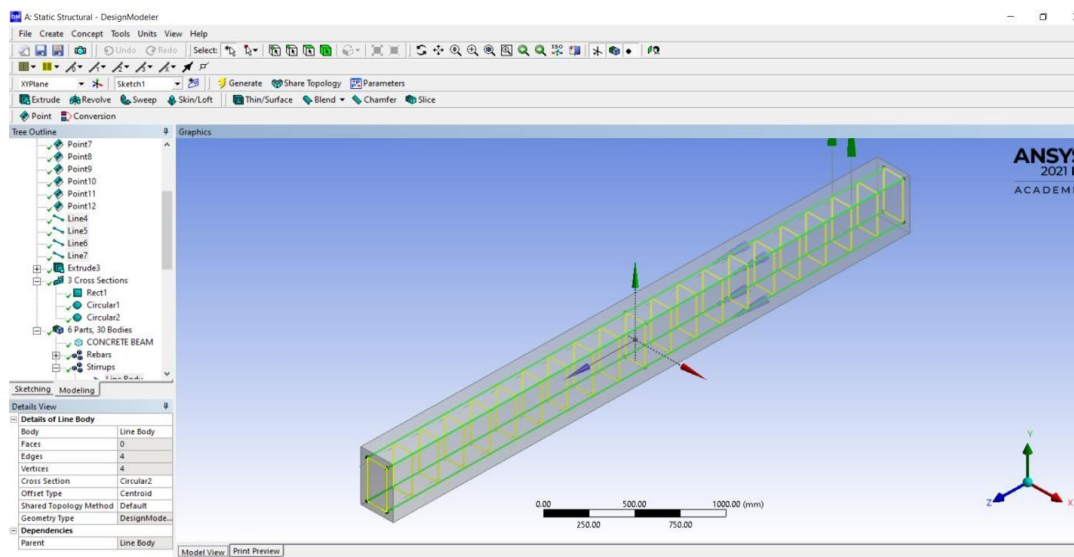 A: Static Structural - DesignModeler
File Create Concept Tools Units View Help
Undo Redo Select: ISO
XYPlane Sketch1 Generate Share Topology Parameters
Extrude Revolve Sweep Skin/Loft Thin/Surface Blend Chamfer Slice
Point Conversion
Tree Outline Graphics
Point7
Point8
Point9
Point10
Point11
Point12
Line4
Line5
Line6
Line7
Extrude3
3 Cross Sections
Rect1
Circular1
Circular2
6 Parts, 30 Bodies
CONCRETE BEAM
Rebars
Stirrups
Line Body
Sketching Modeling
Details View
Details of Line Body
Body Line Body
Faces 0
Edges 4
Vertices 4
Cross Section Circular2
Offset Type Centroid
Shared Topology Method Default
Geometry Type DesignMode...
Dependencies
Parent Line Body
ANSYS
2021
ACADEM
0.00 500.00 1000.00 (mm)
250.00 750.00
Y
Z X
Model View Print Preview